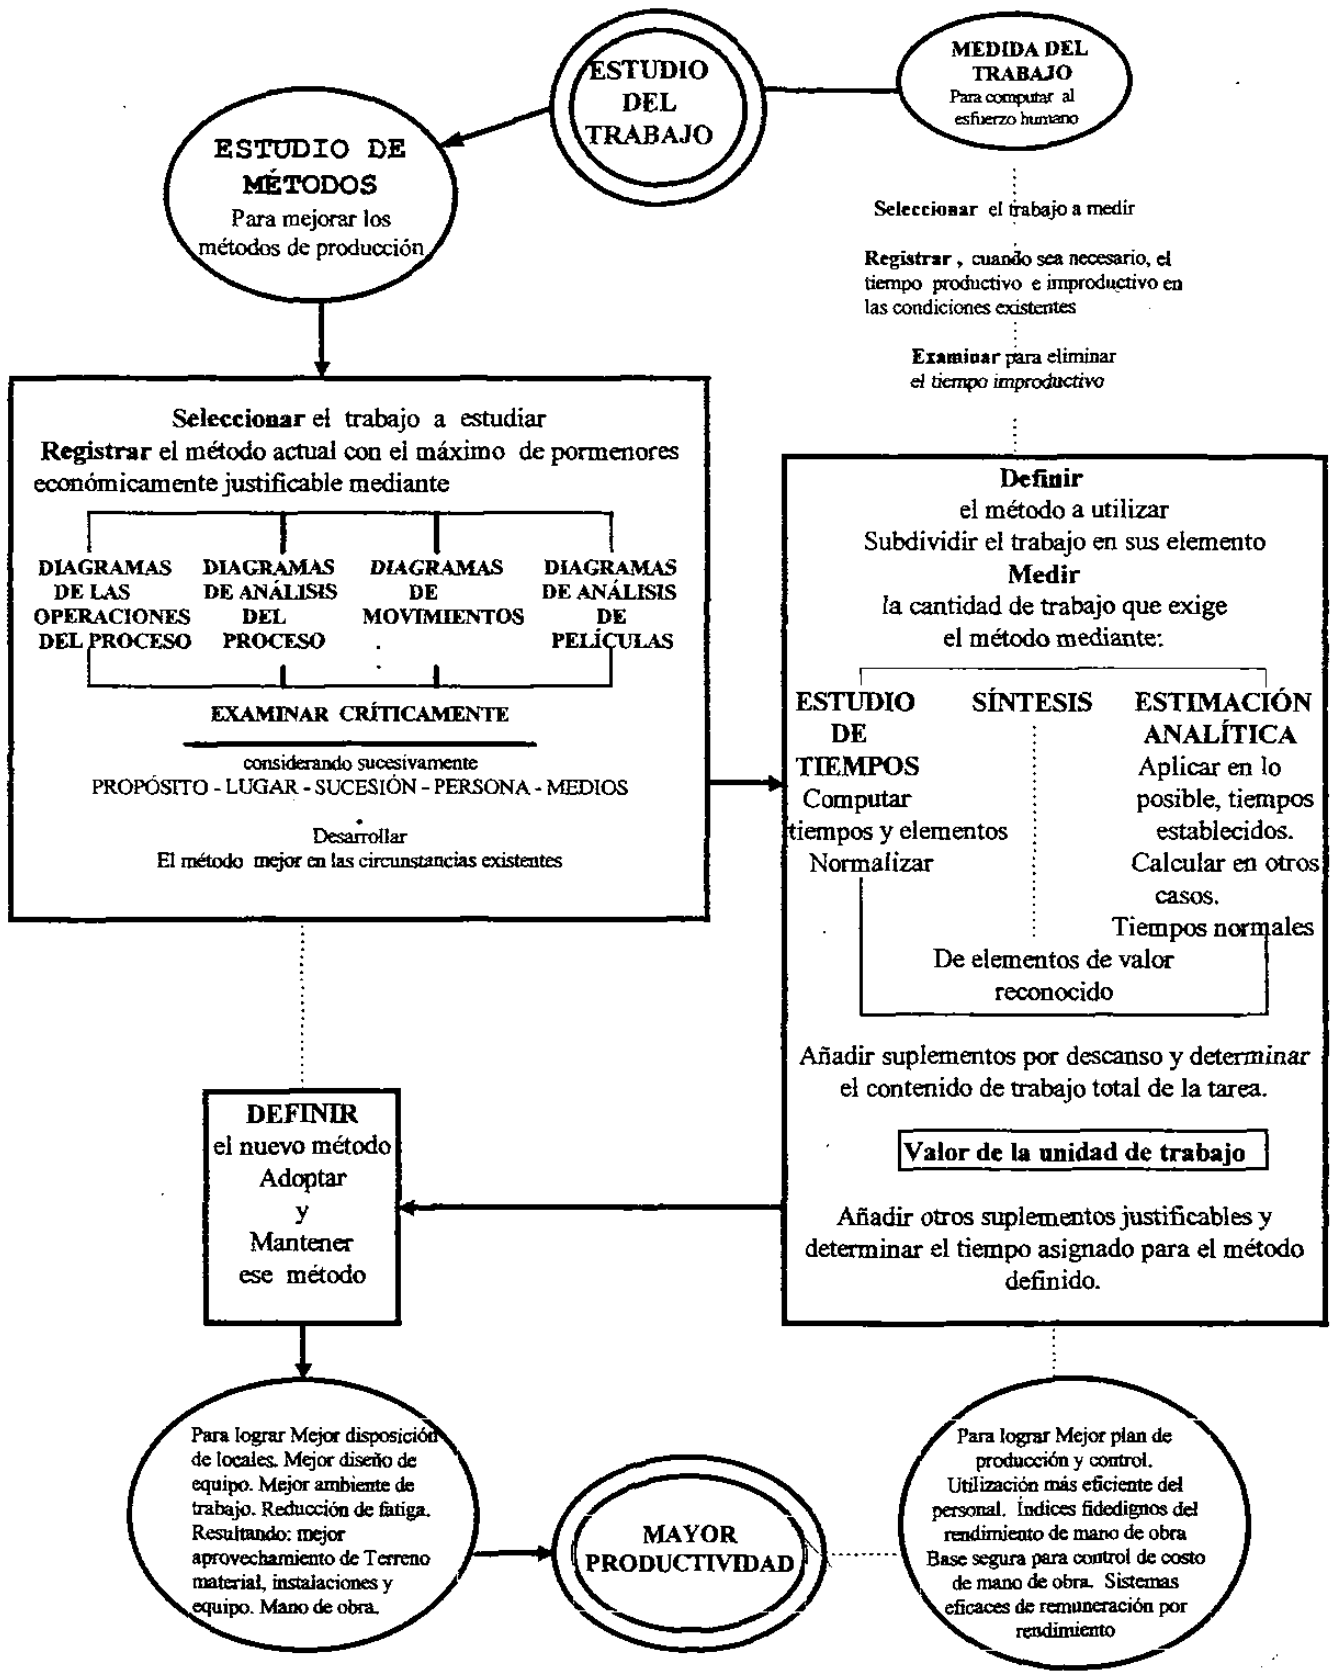 ESTUDIO
DEL
TRABAJO
MEDIDA DEL
TRABAJO
Para computar al
esfuerzo humano
ESTUDIO DE
MÉTODOS
Para mejorar los
métodos de producción
Seleccionar el trabajo a medir
Registrar , cuando sea necesario, el
tiempo productivo e improductivo en
las condiciones existentes
Examinar para eliminar
el tiempo improductivo
Seleccionar el trabajo a estudiar
Registrar el método actual con el máximo de pormenores
económicamente justificable mediante
DIAGRAMAS
DE LAS
OPERACIONES
DEL PROCESO
DIAGRAMAS
DE ANÁLISIS
DEL
PROCESO
DIAGRAMAS
DE
MOVIMIENTOS
DIAGRAMAS
DE ANÁLISIS
DE
PELÍCULAS
EXAMINAR CRÍTICAMENTE
considerando sucesivamente
PROPÓSITO - LUGAR - SUCESIÓN - PERSONA - MEDIOS
Desarrollar
El método mejor en las circunstancias existentes
Definir
el método a utilizar
Subdividir el trabajo en sus elemento
Medir
la cantidad de trabajo que exige
el método mediante:
ESTUDIO
DE
TIEMPOS
Computar
tiempos y elementos
Normalizar
SÍNTESIS
ESTIMACIÓN
ANALÍTICA
Aplicar en lo
posible, tiempos
establecidos.
Calcular en otros
casos.
Tiempos normales
De elementos de valor
reconocido
Añadir suplementos por descanso y determinar
el contenido de trabajo total de la tarea.
Valor de la unidad de trabajo
Añadir otros suplementos justificables y
determinar el tiempo asignado para el método
definido.
DEFINIR
el nuevo método
Adoptar
y
Mantener
ese método
Para lograr Mejor disposición
de locales. Mejor diseño de
equipo. Mejor ambiente de
trabajo. Reducción de fatiga.
Resultando: mejor
aprovechamiento de Terreno
material, instalaciones y
equipo. Mano de obra.
MAYOR
PRODUCTIVIDAD
Para lograr Mejor plan de
producción y control.
Utilización más eficiente del
personal. Índices fidedignos del
rendimiento de mano de obra
Base segura para control de costo
de mano de obra. Sistemas
eficaces de remuneración por
rendimiento